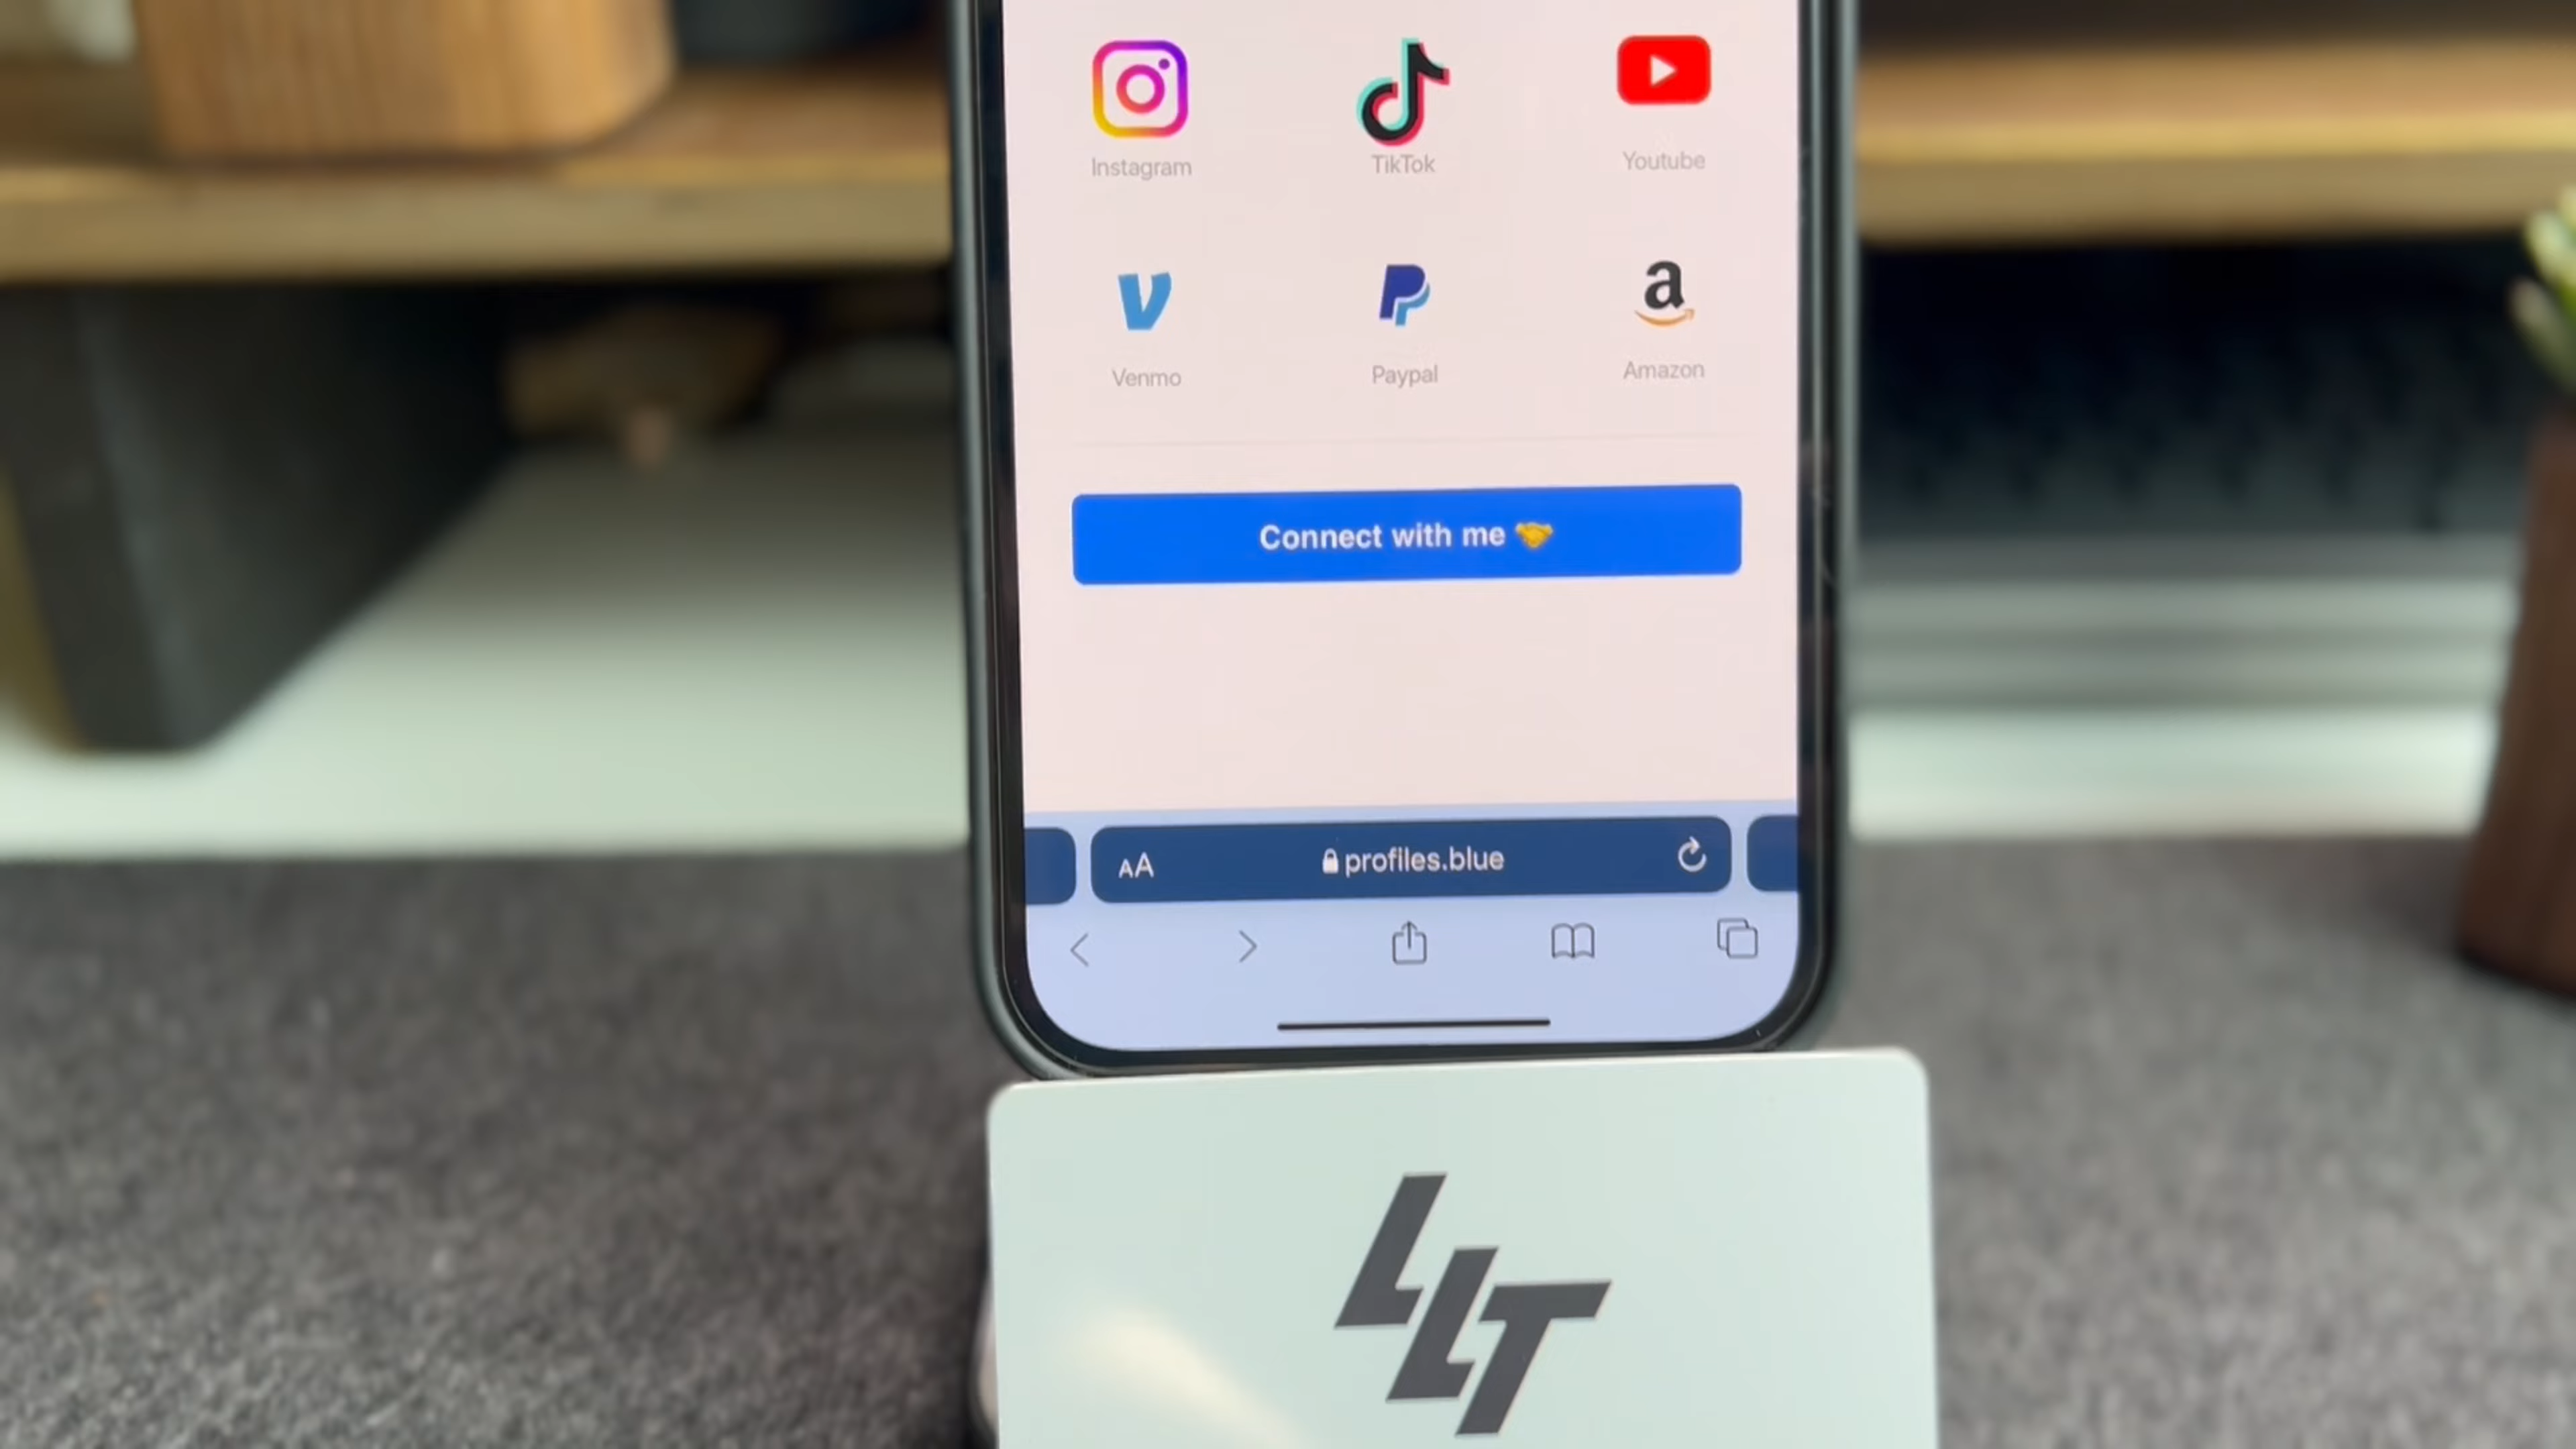 Instagram TikTok Youtube
Venmo Paypal Amazon
Connect with me 🤝
AA profiles.blue
LLT